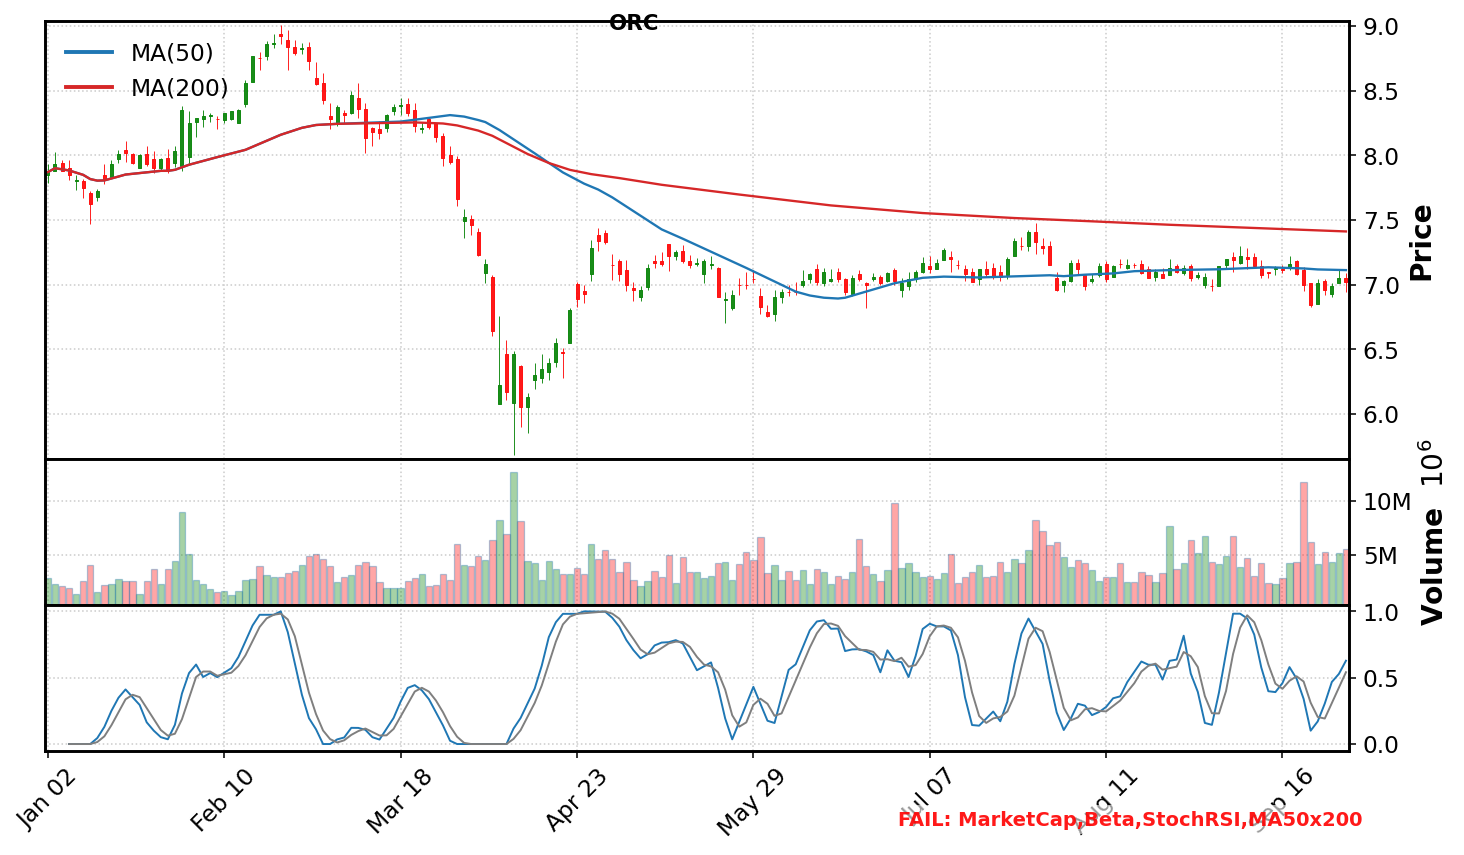 ORC
MA(50)
MA(200)
9.0
8.5
8.0
7.5
7.0
6.5
6.0
Price
10M
5M
Volume 10^6
1.0
0.5
0.0
Jan 02
Feb 10
Mar 18
Apr 23
May 29
Jul 07
Aug 11
Sep 16
FAIL: MarketCap,Beta,StochRSI,MA50x200